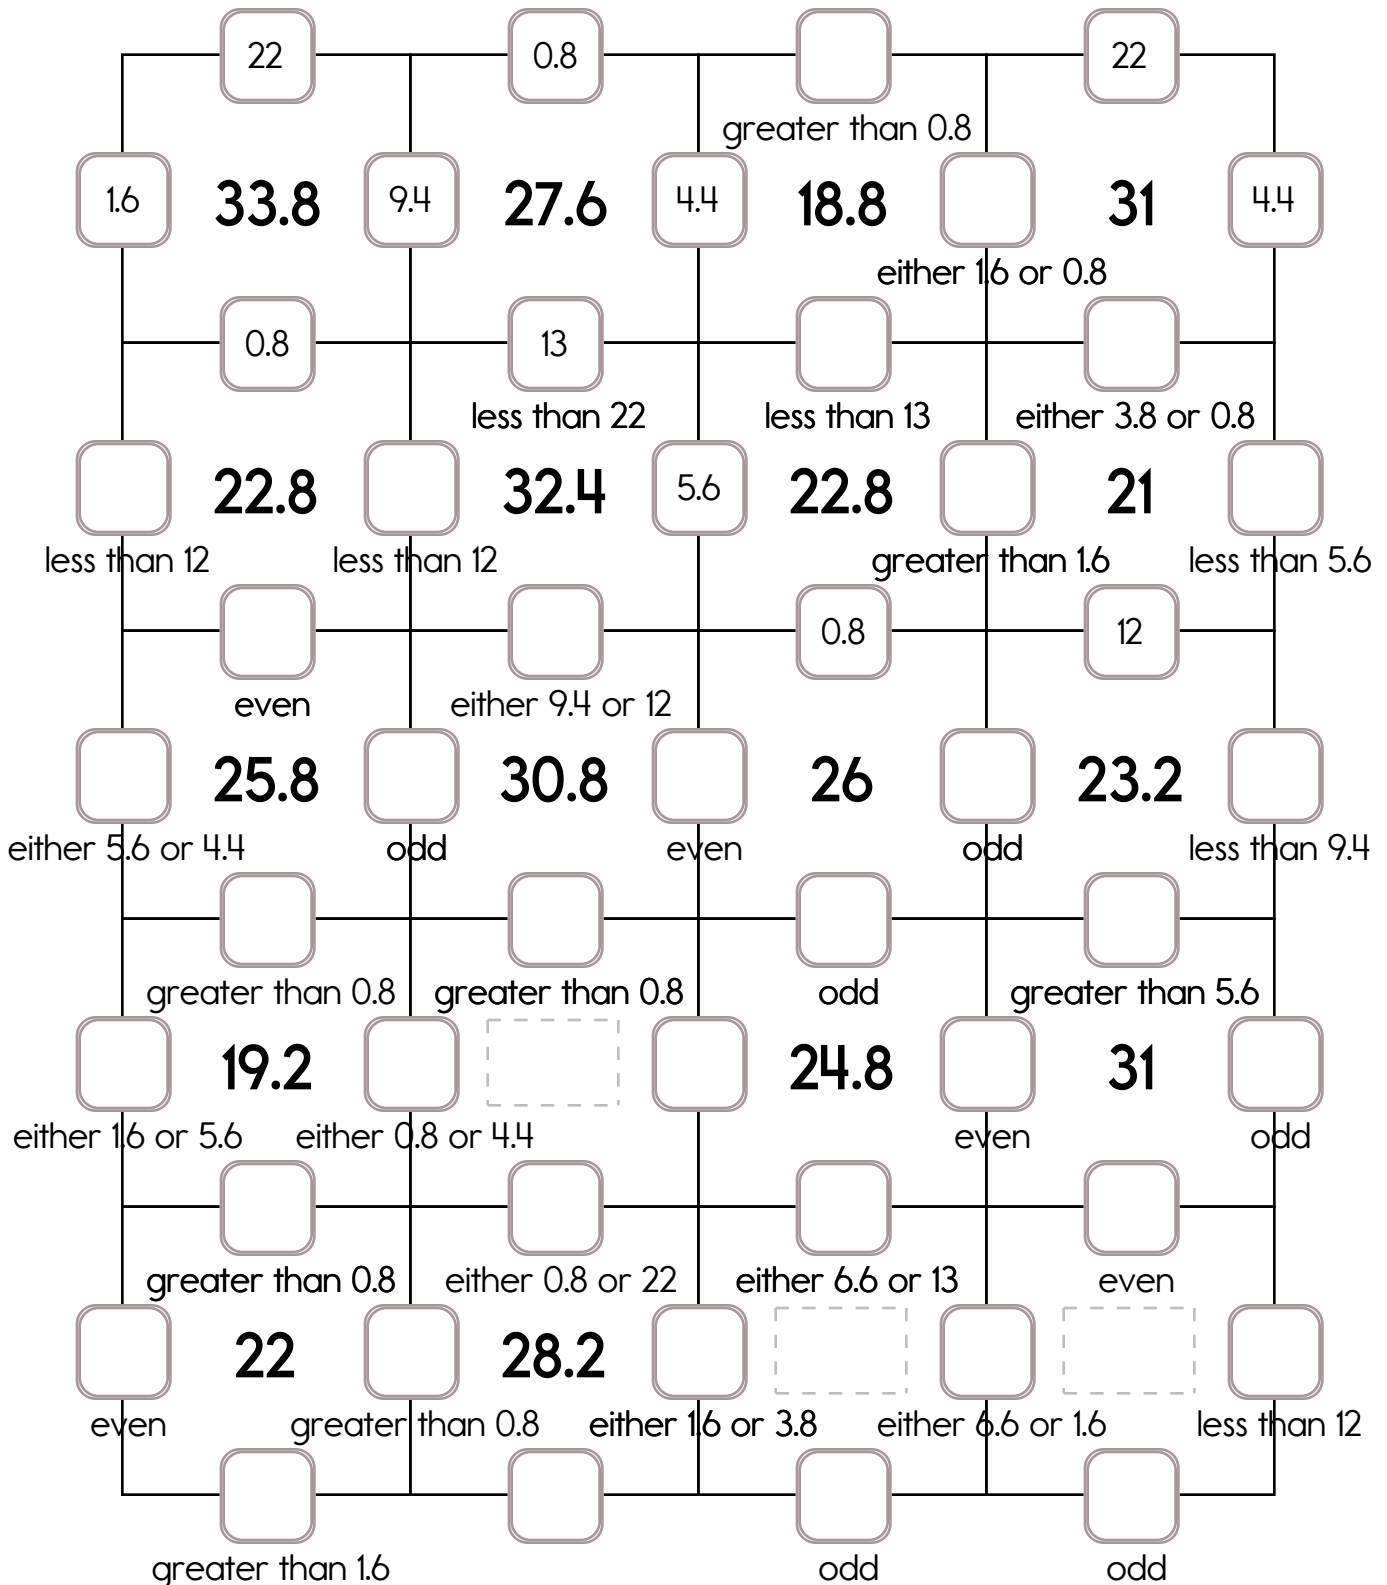 22 0.8 22
greater than 0.8
1.6 33.8 9.4 27.6 4.4 18.8 31 4.4
either 1.6 or 0.8
0.8 13
less than 22 less than 13 either 3.8 or 0.8
22.8 32.4 5.6 22.8 21
less than 12 less than 12 greater than 1.6 less than 5.6
0.8 12
even either 9.4 or 12
25.8 30.8 26 23.2
either 5.6 or 4.4 odd even odd less than 9.4
greater than 0.8 greater than 0.8 odd greater than 5.6
19.2 24.8 31
either 1.6 or 5.6 either 0.8 or 4.4 even odd
greater than 0.8 either 0.8 or 22 either 6.6 or 13 even
22 28.2
even greater than 0.8 either 1.6 or 3.8 either 6.6 or 1.6 less than 12
greater than 1.6 odd odd